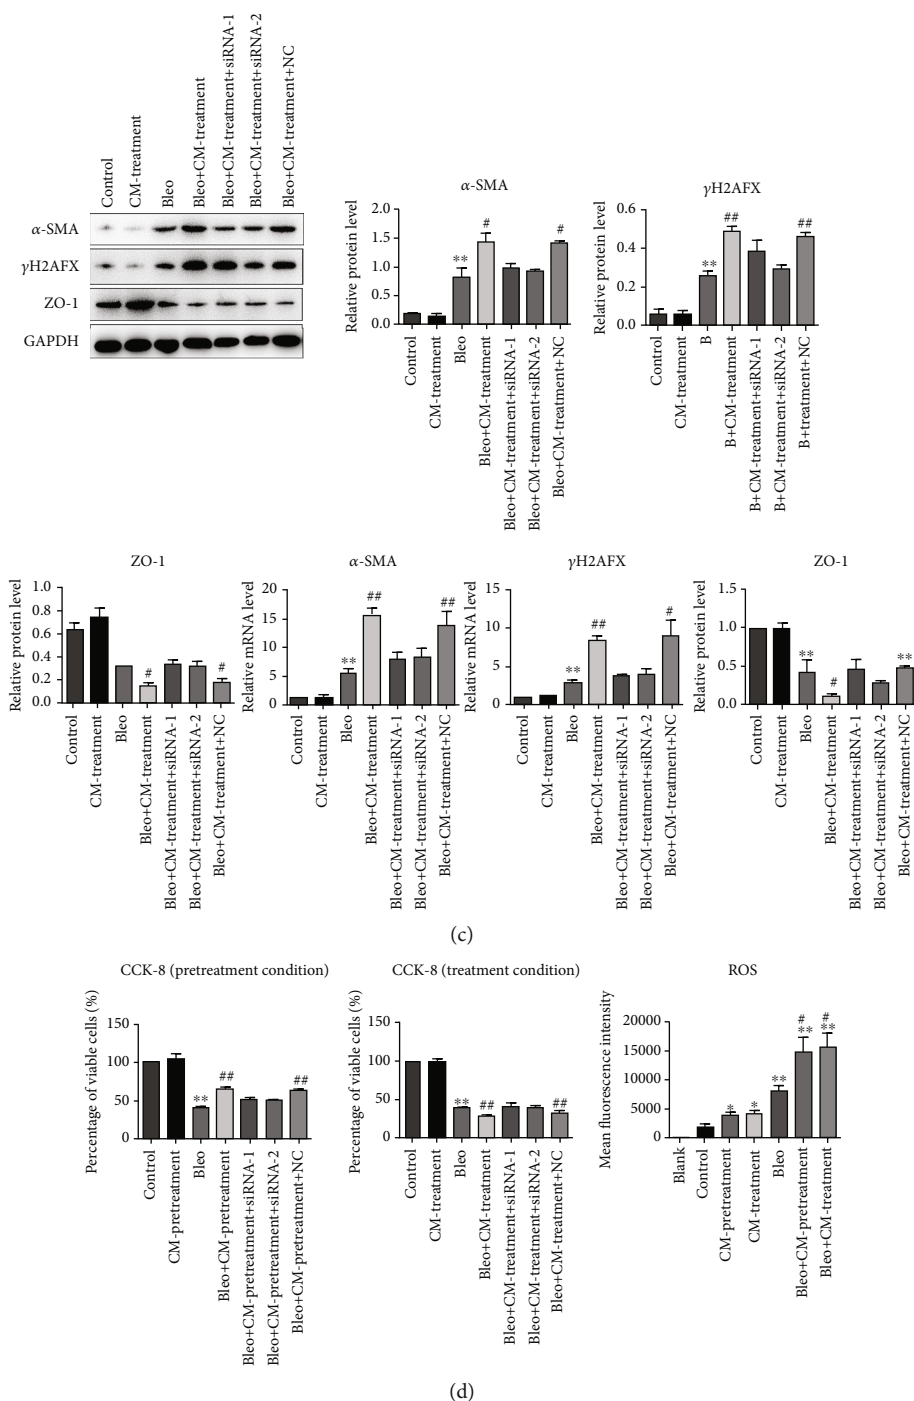 Control
CM-treatment
Bleo
Bleo+CM-treatment
Bleo+CM-treatment+siRNA-1
Bleo+CM-treatment+siRNA-2
Bleo+CM-treatment+NC
α-SMA
γH2AFX
ZO-1
GAPDH
α-SMA
Relative protein level
2.0
1.5
1.0
0.5
0.0
**
#
#
Control
CM-treatment
Bleo
Bleo+CM-treatment
Bleo+CM-treatment+siRNA-1
Bleo+CM-treatment+siRNA-2
Bleo+CM-treatment+NC
γH2AFX
Relative protein level
0.6
0.4
0.2
0.0
**
##
##
Control
CM-treatment
B
B+CM-treatment
B+CM-treatment+siRNA-1
B+CM-treatment+siRNA-2
B+treatment+NC
ZO-1
Relative protein level
1.0
0.8
0.6
0.4
0.2
0.0
#
#
Control
CM-treatment
Bleo
Bleo+CM-treatment
Bleo+CM-treatment+siRNA-1
Bleo+CM-treatment+siRNA-2
Bleo+CM-treatment+NC
α-SMA
Relative mRNA level
20
15
10
5
0
**
##
##
Control
CM-treatment
Bleo
Bleo+CM-treatment
Bleo+CM-treatment+siRNA-1
Bleo+CM-treatment+siRNA-2
Bleo+CM-treatment+NC
γH2AFX
Relative mRNA level
15
10
5
0
**
##
#
Control
CM-treatment
Bleo
Bleo+CM-treatment
Bleo+CM-treatment+siRNA-1
Bleo+CM-treatment+siRNA-2
Bleo+CM-treatment+NC
ZO-1
Relative protein level
1.5
1.0
0.5
0.0
**
#
**
Control
CM-treatment
Bleo
Bleo+CM-treatment
Bleo+CM-treatment+siRNA-1
Bleo+CM-treatment+siRNA-2
Bleo+CM-treatment+NC
(c)
CCK-8 (pretreatment condition)
Percentage of viable cells (%)
150
100
50
0
**
##
##
Control
CM-pretreatment
Bleo
Bleo+CM-pretreatment
Bleo+CM-pretreatment+siRNA-1
Bleo+CM-pretreatment+siRNA-2
Bleo+CM-pretreatment+NC
CCK-8 (treatment condition)
Percentage of viable cells (%)
150
100
50
0
**
##
##
Control
CM-treatment
Bleo
Bleo+CM-treatment
Bleo+CM-treatment+siRNA-1
Bleo+CM-treatment+siRNA-2
Bleo+CM-treatment+NC
ROS
Mean fluorescence intensity
20000
15000
10000
5000
0
*
*
**
#
**
#
**
Blank
Control
CM-pretreatment
CM-treatment
Bleo
Bleo+CM-pretreatment
Bleo+CM-treatment
(d)